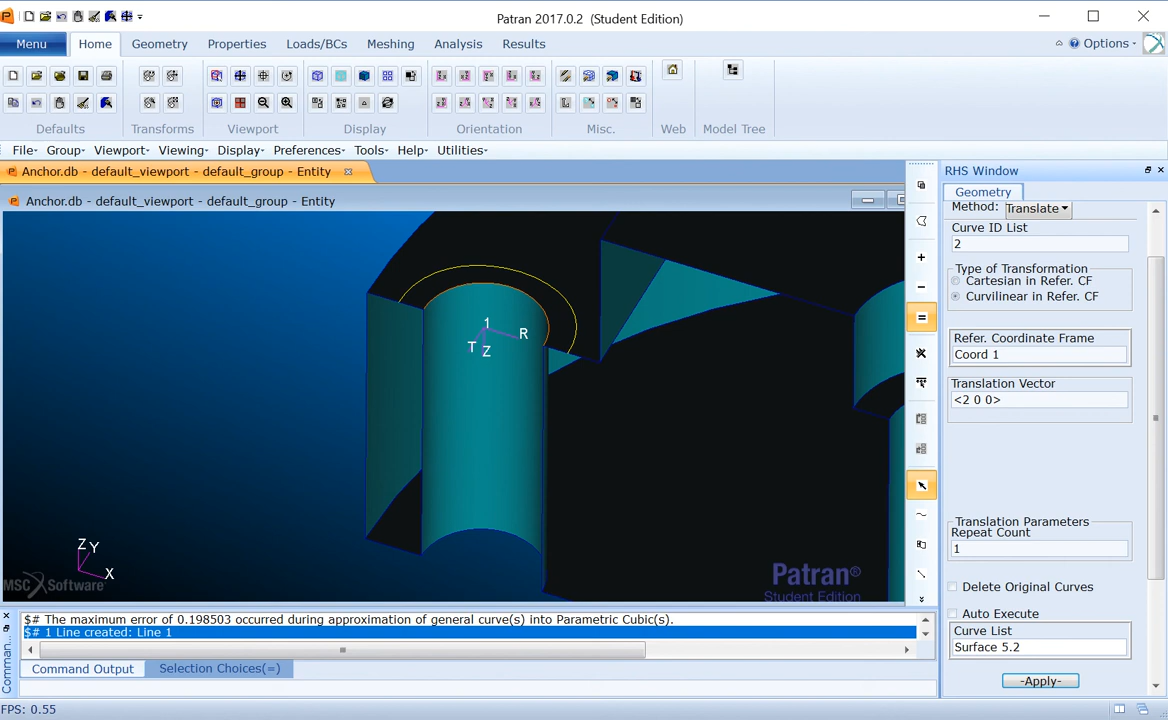 Patran 2017.0.2 (Student Edition)
Menu Home Geometry Properties Loads/BCs Meshing Analysis Results Options
Defaults Transforms Viewport Display Orientation Misc. Web Model Tree
File Group Viewport Viewing Display Preferences Tools Help Utilities
Anchor.db - default_viewport - default_group - Entity
Anchor.db - default_viewport - default_group - Entity
1
R
T
Z
Z
Y
X
MSC Software
Patran®
Student Edition
RHS Window
Geometry
Method: Translate
Curve ID List
2
Type of Transformation
Cartesian in Refer. CF
Curvilinear in Refer. CF
Refer. Coordinate Frame
Coord 1
Translation Vector
<2 0 0>
Translation Parameters
Repeat Count
1
Delete Original Curves
Auto Execute
Curve List
Surface 5.2
-Apply-
Comman...
$# The maximum error of 0.198503 occurred during approximation of general curve(s) into Parametric Cubic(s).
$# 1 Line created: Line 1
Command Output Selection Choices(=)
FPS: 0.55